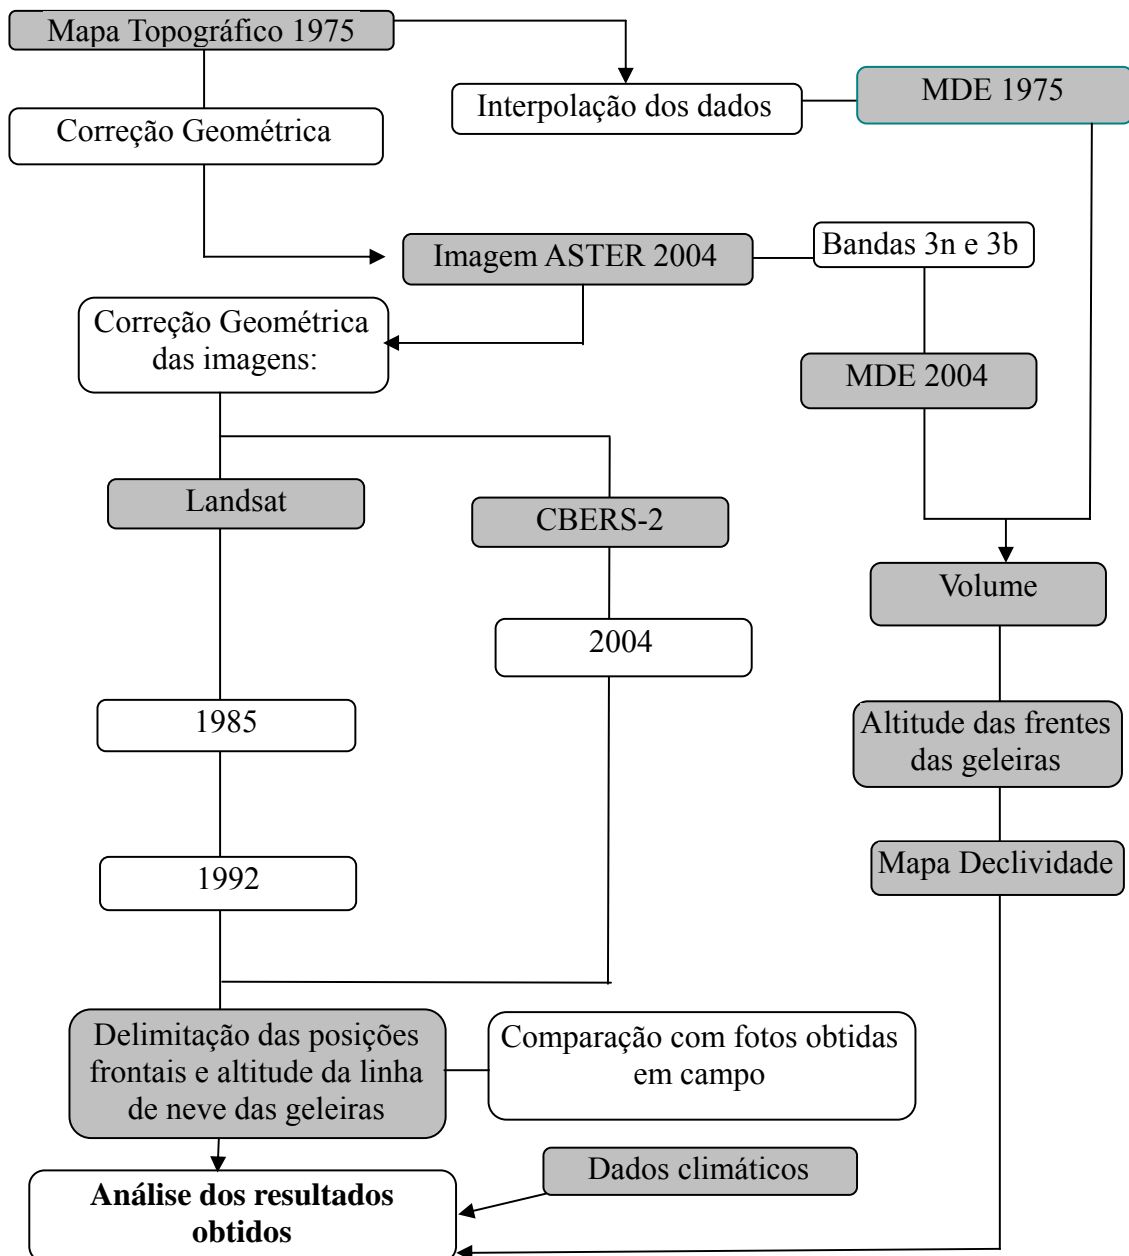 Mapa Topográfico 1975
Interpolação dos dados
MDE 1975
Correção Geométrica
Imagem ASTER 2004
Bandas 3n e 3b
Correção Geométrica
das imagens:
MDE 2004
Landsat
CBERS-2
Volume
2004
1985
Altitude das frentes
das geleiras
1992
Mapa Declividade
Delimitação das posições
frontais e altitude da linha
de neve das geleiras
Comparação com fotos obtidas
em campo
Dados climáticos
Análise dos resultados
obtidos